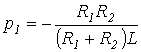 p₁ = − R₁R₂ / (R₁ + R₂)L